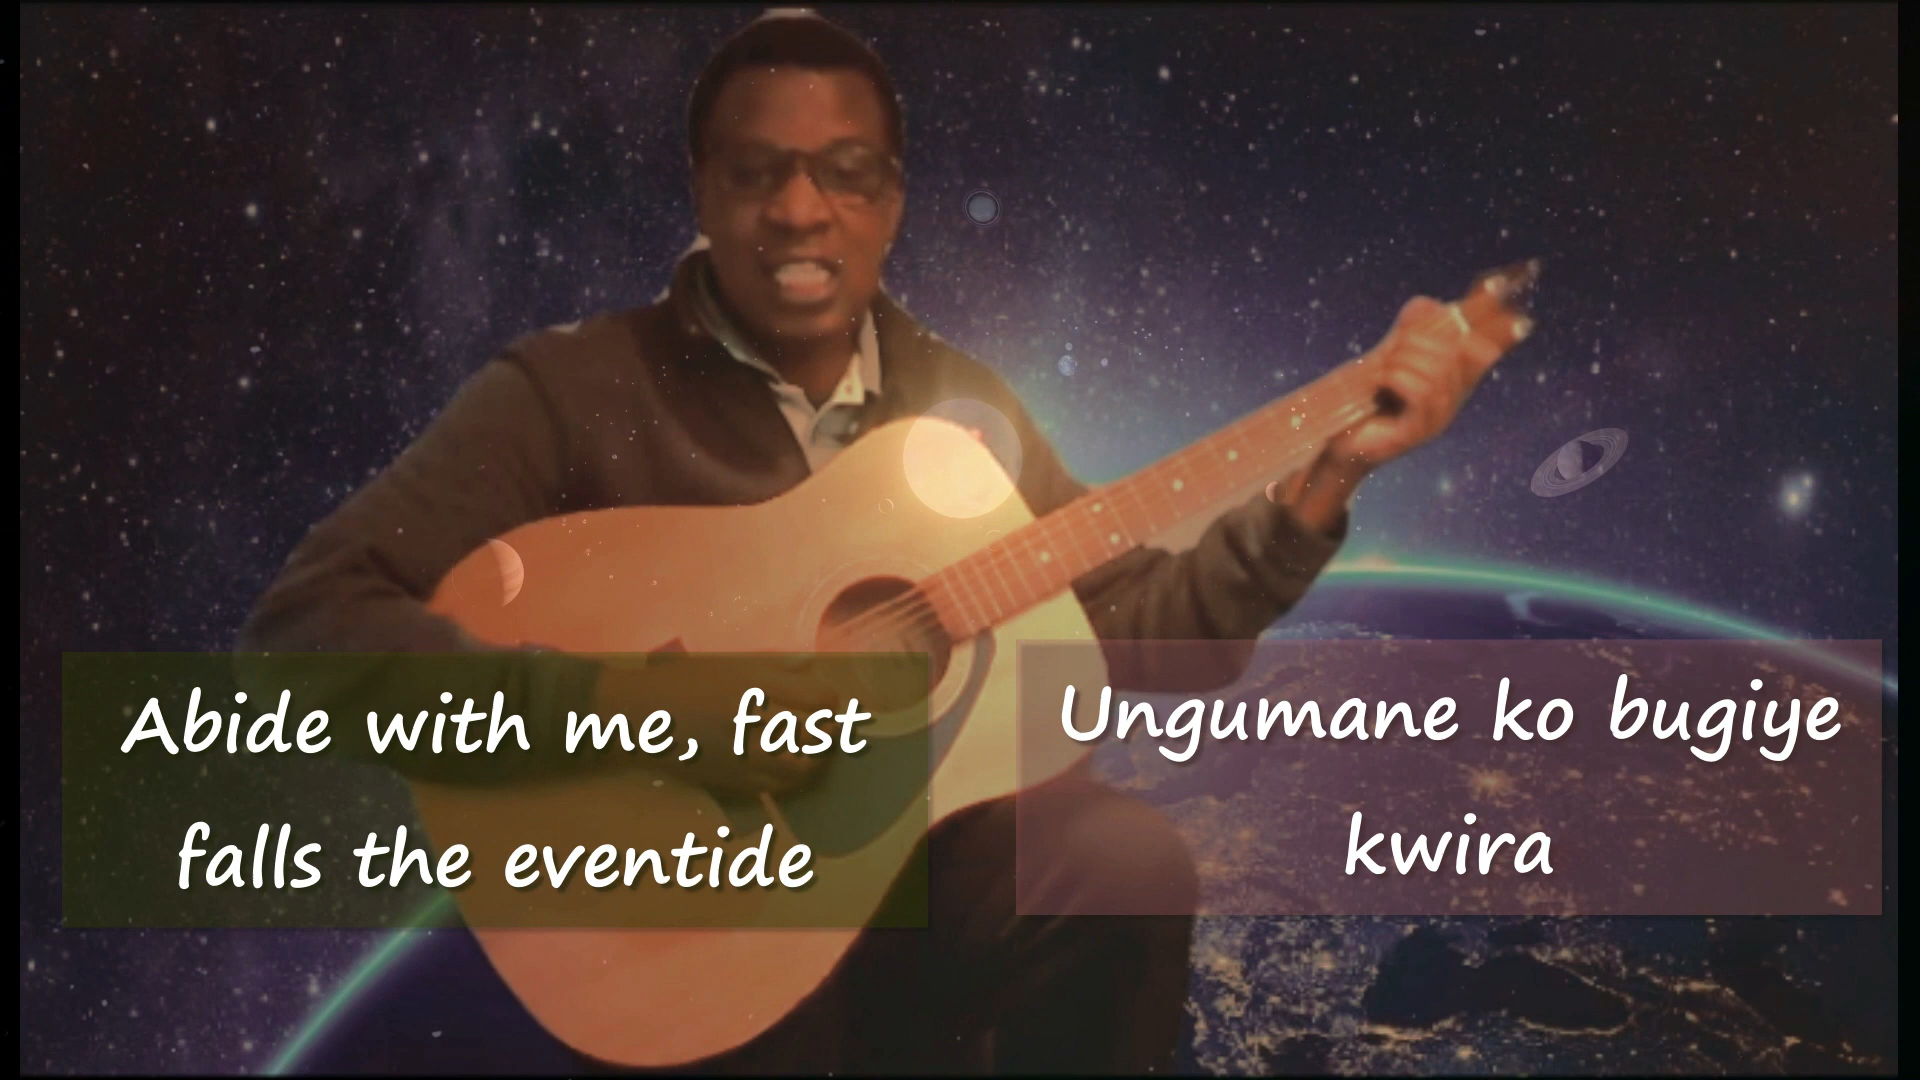 Abide with me, fast
falls the eventide
Ungumane ko bugiye
kwira